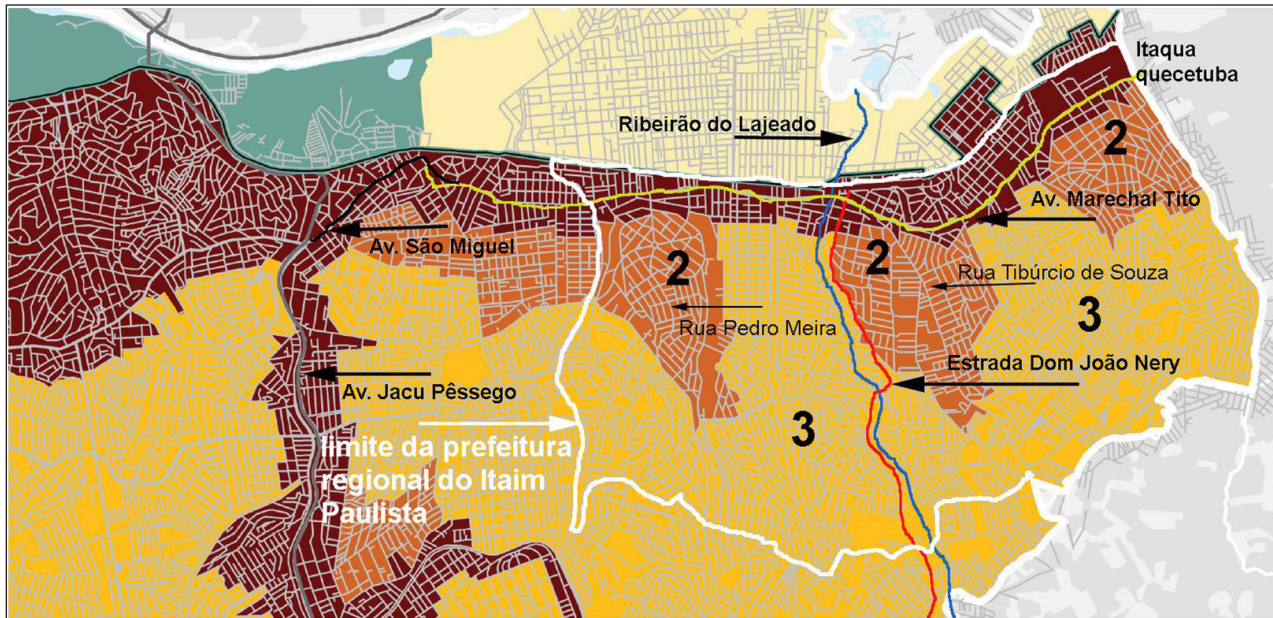 Itaqua
quecetuba
Ribeirão do Lajeado
2
Av. Marechal Tito
Av. São Miguel
2
2
Rua Tibúrcio de Souza
3
Rua Pedro Meira
Estrada Dom João Nery
Av. Jacu Pêssego
3
limite da prefeitura
regional do Itaim
Paulista